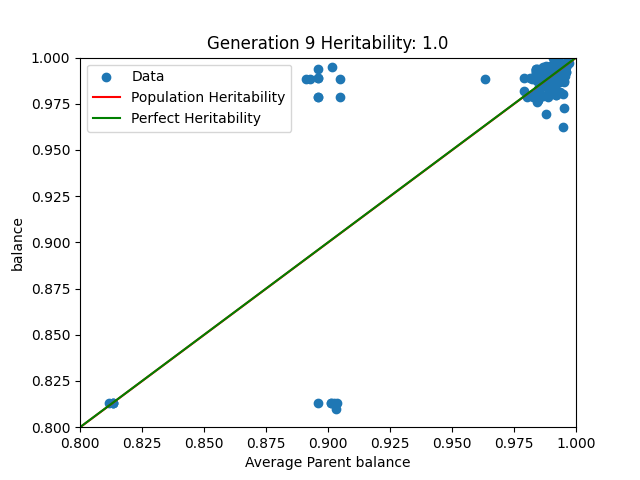 Generation 9 Heritability: 1.0
Data
Population Heritability
Perfect Heritability
1.000
0.975
0.950
0.925
0.900
0.875
0.850
0.825
0.800
balance
0.800 0.825 0.850 0.875 0.900 0.925 0.950 0.975 1.000
Average Parent balance